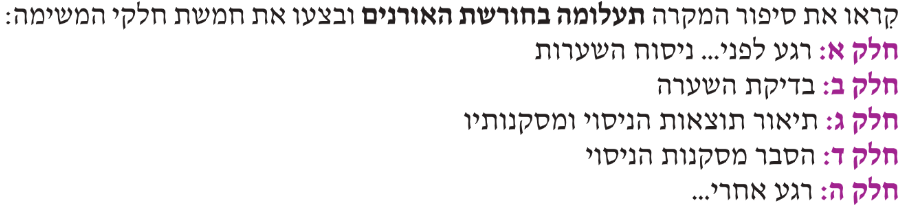 קִראו את סיפור המקרה תעלומה בחורשת האורנים ובצעו את חמשת חלקי המשימה:
חלק א: רגע לפני... ניסוח השערות
חלק ב: בדיקת השערה
חלק ג: תיאור תוצאות הניסוי ומסקנותיו
חלק ד: הסבר מסקנות הניסוי
חלק ה: רגע אחרי...